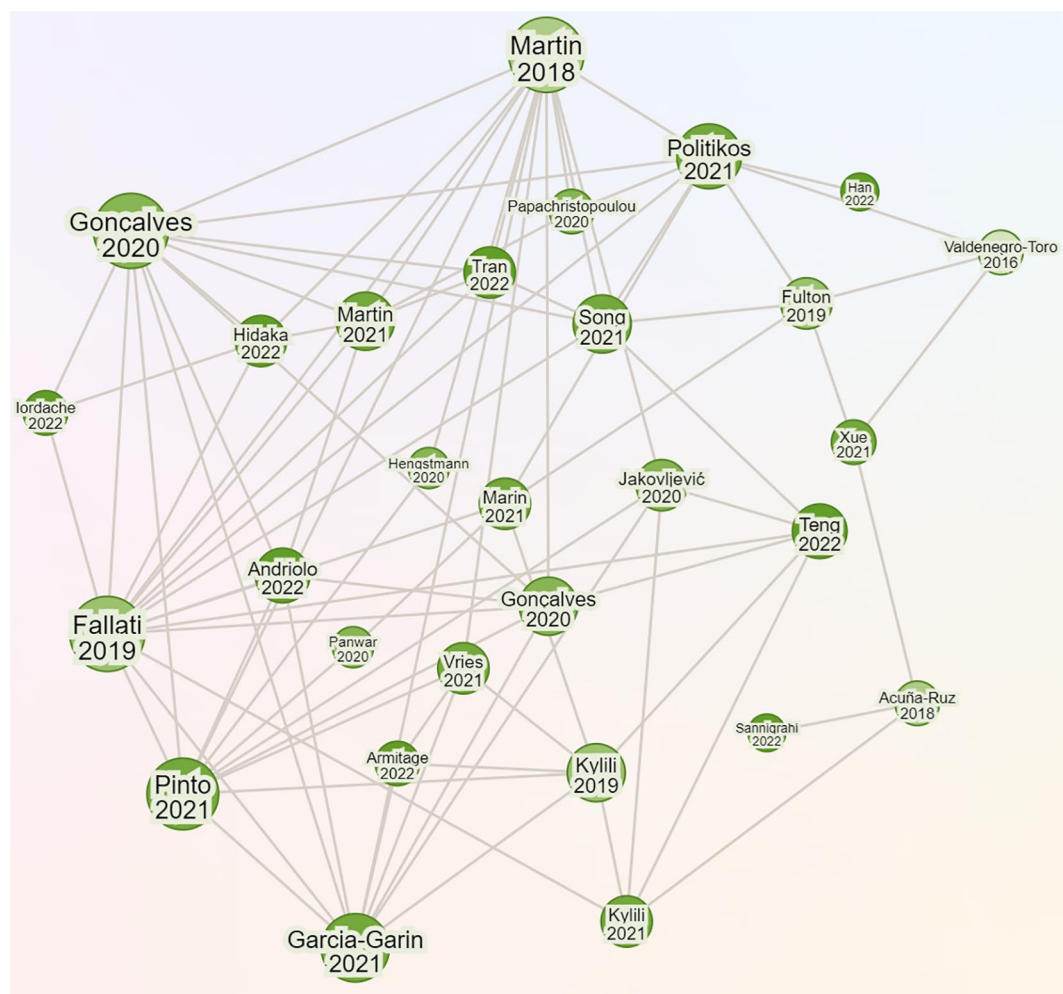 Martin
2018
Politikos
2021
Han
2022
Papachristopoulou
2020
Gonçalves
2020
Valdenegro-Toro
2016
Tran
2022
Fulton
2019
Martin
2021
Song
2021
Hidaka
2022
Iordache
2022
Xue
2021
Hengstmann
2020
Jakovljević
2020
Marin
2021
Teng
2022
Andriolo
2022
Gonçalves
2020
Fallati
2019
Panwar
2020
Vries
2021
Acuña-Ruz
2018
Sannigrahi
2022
Armitage
2022
Kylili
2019
Pinto
2021
Kylili
2021
Garcia-Garin
2021